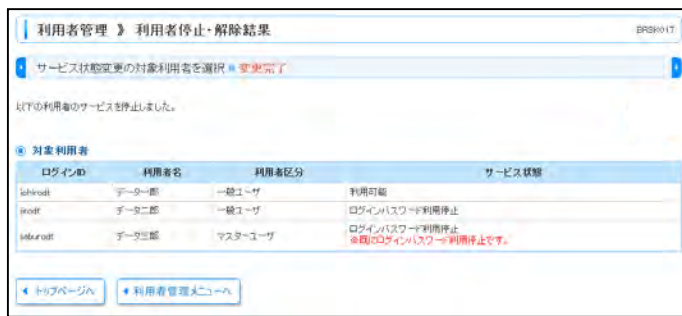 利用者管理 》 利用者停止・解除結果
BRSK017
サービス状態変更の対象利用者を選択 » 変更完了
以下の利用者のサービスを停止しました。
対象利用者
ログインID 利用者名 利用者区分 サービス状態
ichirodt データ一郎 一般ユーザ 利用可能
jirodt データ二郎 一般ユーザ ログインパスワード利用停止
saburodt データ三郎 マスターユーザ ログインパスワード利用停止
※既にログインパスワード利用停止です。
トップページへ 利用者管理メニューへ